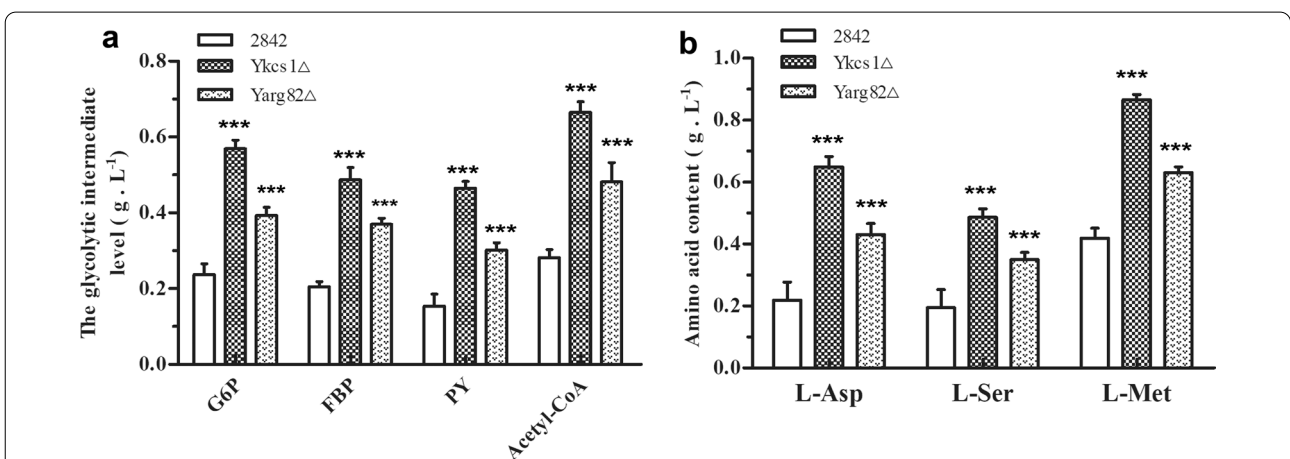 a
2842
Ykcs1△
Yarg82△
The glycolytic intermediate
level ( g . L-1)
0.8
0.6
0.4
0.2
0.0
***
***
***
***
***
***
***
***
G6P
FBP
PY
Acetyl-CoA
b
2842
Ykcs1△
Yarg82△
Amino acid content ( g . L-1)
1.0
0.8
0.6
0.4
0.2
0.0
***
***
***
***
***
***
L-Asp
L-Ser
L-Met